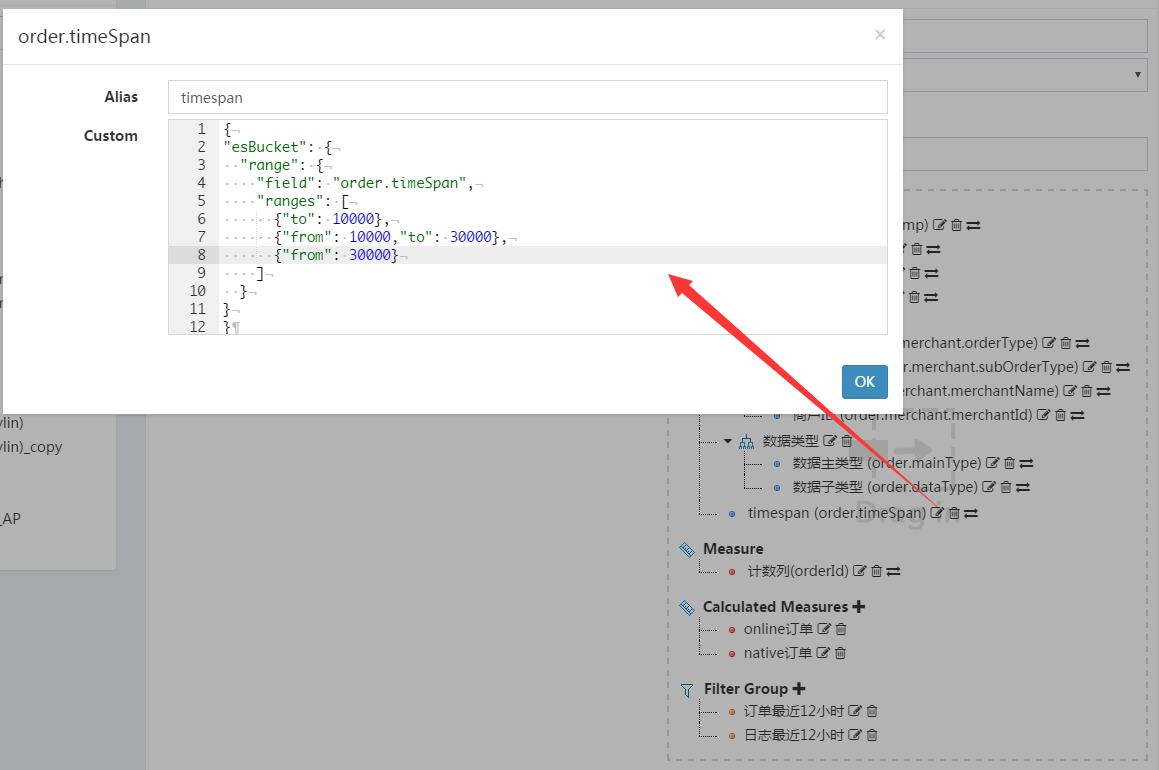 order.timeSpan
×
Alias
timespan
Custom
1 {
2 "esBucket": {
3 "range": {
4 "field": "order.timeSpan",
5 "ranges": [
6 {"to": 10000},
7 {"from": 10000,"to": 30000},
8 {"from": 30000}
9 ]
10 }
11 }
12 }
OK
mp)
merchant.orderType)
r.merchant.subOrderType)
rchant.merchantName)
商户ID (order.merchant.merchantId)
数据类型
数据主类型 (order.mainType)
数据子类型 (order.dataType)
timespan (order.timeSpan)
Drag in
Measure
计数列(orderId)
Calculated Measures
online订单
native订单
Filter Group
订单最近12小时
日志最近12小时
ylin)
ylin)_copy
_AP